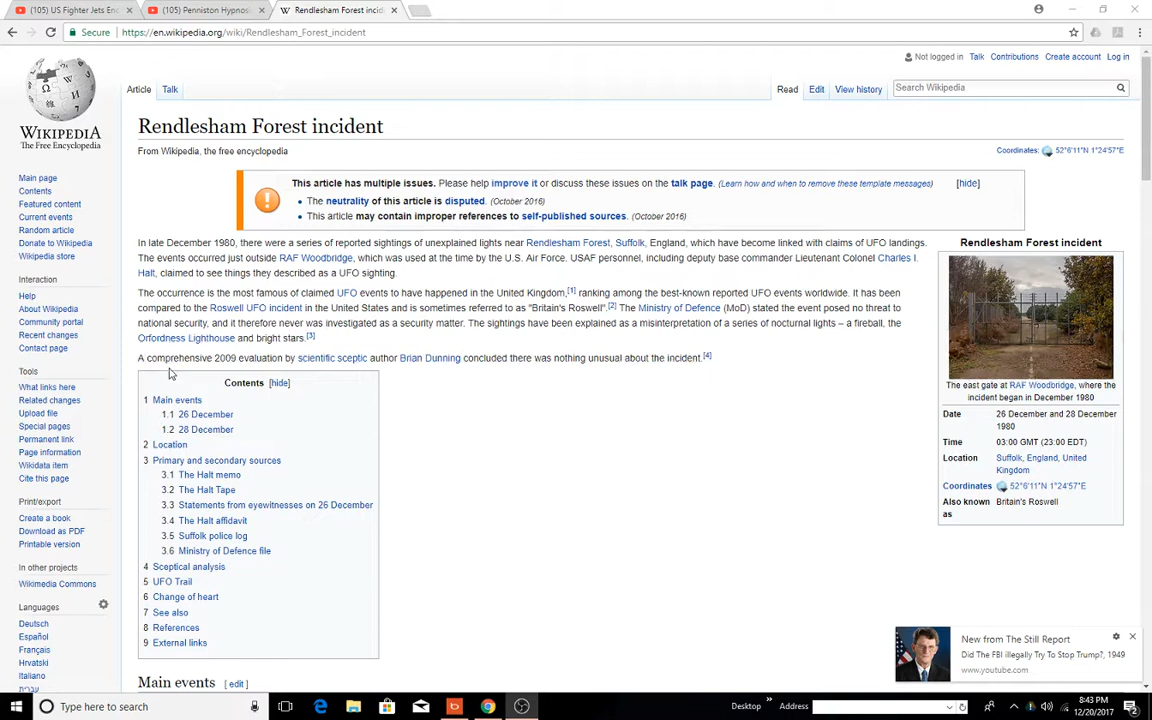 (105) US Fighter Jets Enc
(105) Penniston Hypnos
Rendlesham Forest incid
Secure
https://en.wikipedia.org/wiki/Rendlesham_Forest_incident
Not logged in Talk Contributions Create account Log in
Article Talk
Read Edit View history Search Wikipedia
WIKIPEDIA
The Free Encyclopedia
Main page
Contents
Featured content
Current events
Random article
Donate to Wikipedia
Wikipedia store
Interaction
Help
About Wikipedia
Community portal
Recent changes
Contact page
Tools
What links here
Related changes
Upload file
Special pages
Permanent link
Page information
Wikidata item
Cite this page
Print/export
Create a book
Download as PDF
Printable version
In other projects
Wikimedia Commons
Languages
Deutsch
Español
Français
Hrvatski
Italiano
עברית
Rendlesham Forest incident
From Wikipedia, the free encyclopedia
Coordinates: 52°6′11″N 1°24′57″E
This article has multiple issues. Please help improve it or discuss these issues on the talk page. (Learn how and when to remove these template messages) [hide]
• The neutrality of this article is disputed. (October 2016)
• This article may contain improper references to self-published sources. (October 2016)
In late December 1980, there were a series of reported sightings of unexplained lights near Rendlesham Forest, Suffolk, England, which have become linked with claims of UFO landings.
The events occurred just outside RAF Woodbridge, which was used at the time by the U.S. Air Force. USAF personnel, including deputy base commander Lieutenant Colonel Charles I.
Halt, claimed to see things they described as a UFO sighting.
The occurrence is the most famous of claimed UFO events to have happened in the United Kingdom,[1] ranking among the best-known reported UFO events worldwide. It has been
compared to the Roswell UFO incident in the United States and is sometimes referred to as "Britain's Roswell".[2] The Ministry of Defence (MoD) stated the event posed no threat to
national security, and it therefore never was investigated as a security matter. The sightings have been explained as a misinterpretation of a series of nocturnal lights – a fireball, the
Orfordness Lighthouse and bright stars.[3]
A comprehensive 2009 evaluation by scientific sceptic author Brian Dunning concluded there was nothing unusual about the incident.[4]
Contents [hide]
1 Main events
1.1 26 December
1.2 28 December
2 Location
3 Primary and secondary sources
3.1 The Halt memo
3.2 The Halt Tape
3.3 Statements from eyewitnesses on 26 December
3.4 The Halt affidavit
3.5 Suffolk police log
3.6 Ministry of Defence file
4 Sceptical analysis
5 UFO Trail
6 Change of heart
7 See also
8 References
9 External links
Main events [ edit ]
Rendlesham Forest incident
The east gate at RAF Woodbridge, where the
incident began in December 1980
Date 26 December and 28 December
1980
Time 03:00 GMT (23:00 EDT)
Location Suffolk, England, United
Kingdom
Coordinates 52°6′11″N 1°24′57″E
Also known Britain's Roswell
as
New from The Still Report
Did The FBI illegally Try To Stop Trump?, 1949
www.youtube.com
Type here to search
Desktop
Address
8:43 PM
12/20/2017